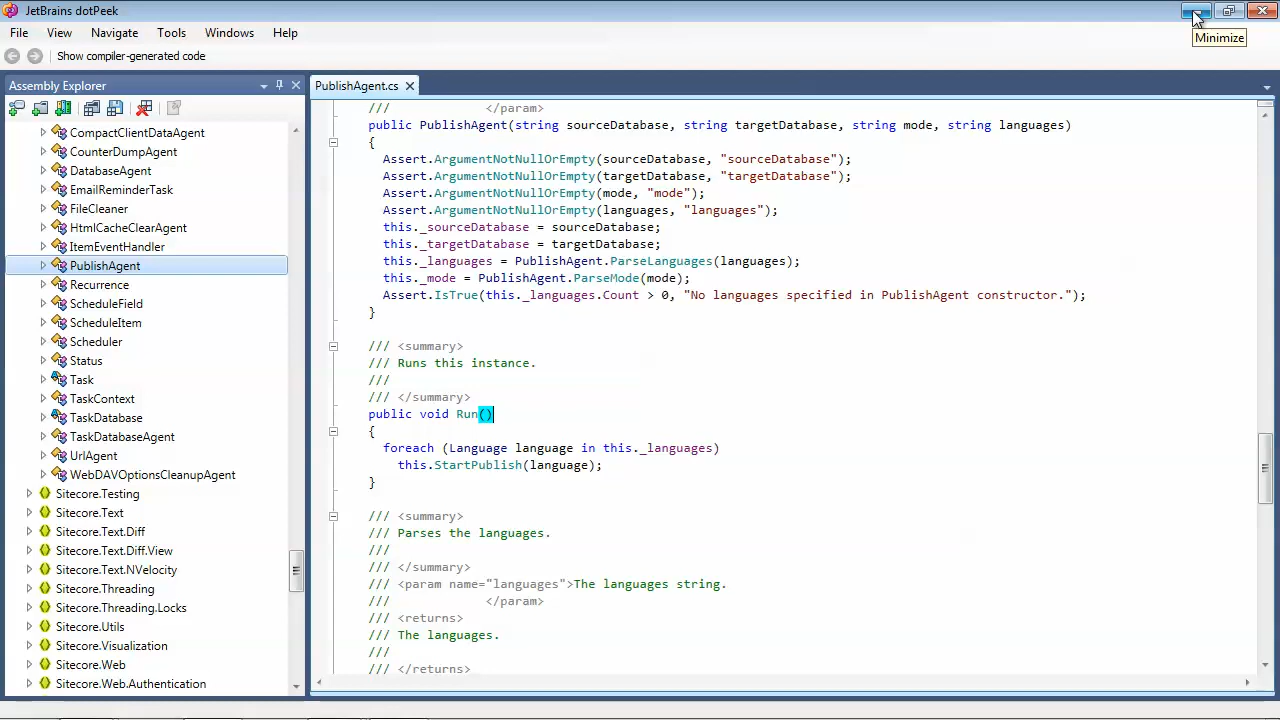 JetBrains dotPeek
Minimize
File View Navigate Tools Windows Help
Show compiler-generated code
Assembly Explorer
CompactClientDataAgent
CounterDumpAgent
DatabaseAgent
EmailReminderTask
FileCleaner
HtmlCacheClearAgent
ItemEventHandler
PublishAgent
Recurrence
ScheduleField
ScheduleItem
Scheduler
Status
Task
TaskContext
TaskDatabase
TaskDatabaseAgent
UrlAgent
WebDAVOptionsCleanupAgent
Sitecore.Testing
Sitecore.Text
Sitecore.Text.Diff
Sitecore.Text.Diff.View
Sitecore.Text.NVelocity
Sitecore.Threading
Sitecore.Threading.Locks
Sitecore.Utils
Sitecore.Visualization
Sitecore.Web
Sitecore.Web.Authentication
PublishAgent.cs
/// </param>
public PublishAgent(string sourceDatabase, string targetDatabase, string mode, string languages)
{
Assert.ArgumentNotNullOrEmpty(sourceDatabase, "sourceDatabase");
Assert.ArgumentNotNullOrEmpty(targetDatabase, "targetDatabase");
Assert.ArgumentNotNullOrEmpty(mode, "mode");
Assert.ArgumentNotNullOrEmpty(languages, "languages");
this._sourceDatabase = sourceDatabase;
this._targetDatabase = targetDatabase;
this._languages = PublishAgent.ParseLanguages(languages);
this._mode = PublishAgent.ParseMode(mode);
Assert.IsTrue(this._languages.Count > 0, "No languages specified in PublishAgent constructor.");
}
/// <summary>
/// Runs this instance.
///
/// </summary>
public void Run()
{
foreach (Language language in this._languages)
this.StartPublish(language);
}
/// <summary>
/// Parses the languages.
///
/// </summary>
/// <param name="languages">The languages string.
/// </param>
/// <returns>
/// The languages.
///
/// </returns>